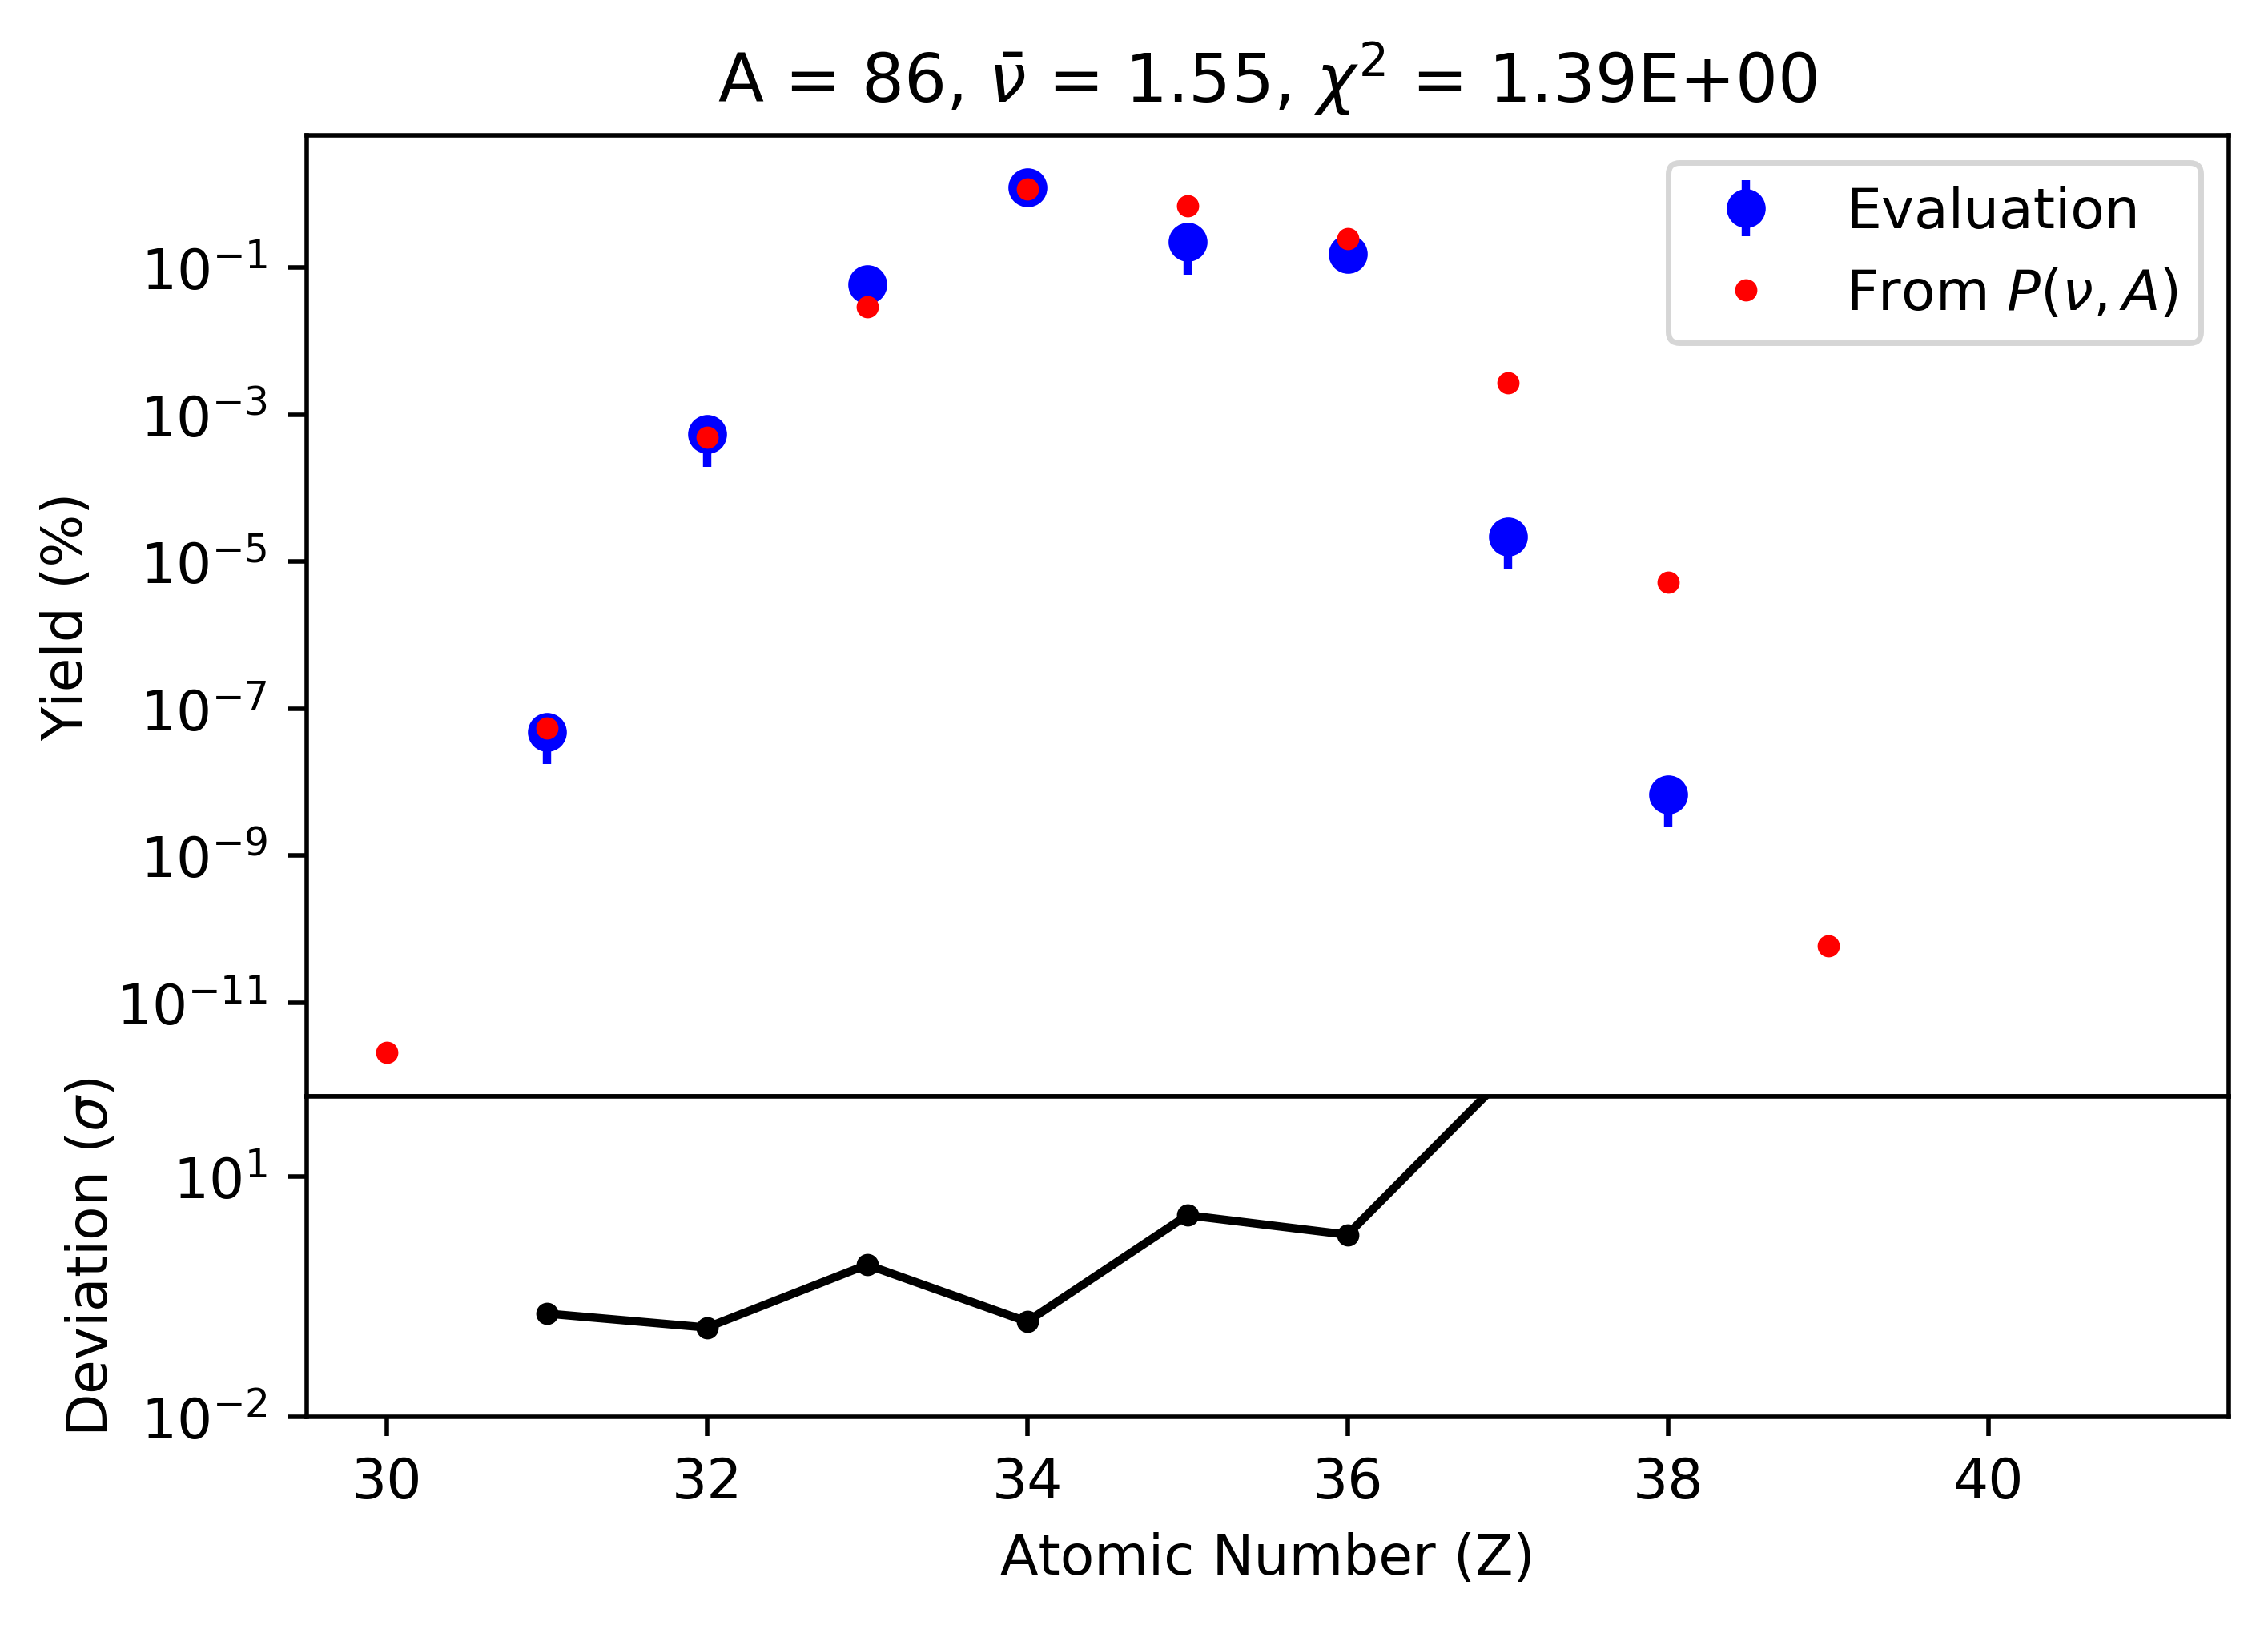 A = 86, ν̄ = 1.55, χ² = 1.39E+00
Evaluation
From P(ν, A)
Yield (%)
10⁻¹
10⁻³
10⁻⁵
10⁻⁷
10⁻⁹
10⁻¹¹
Deviation (σ)
10¹
10⁻²
30 32 34 36 38 40
Atomic Number (Z)